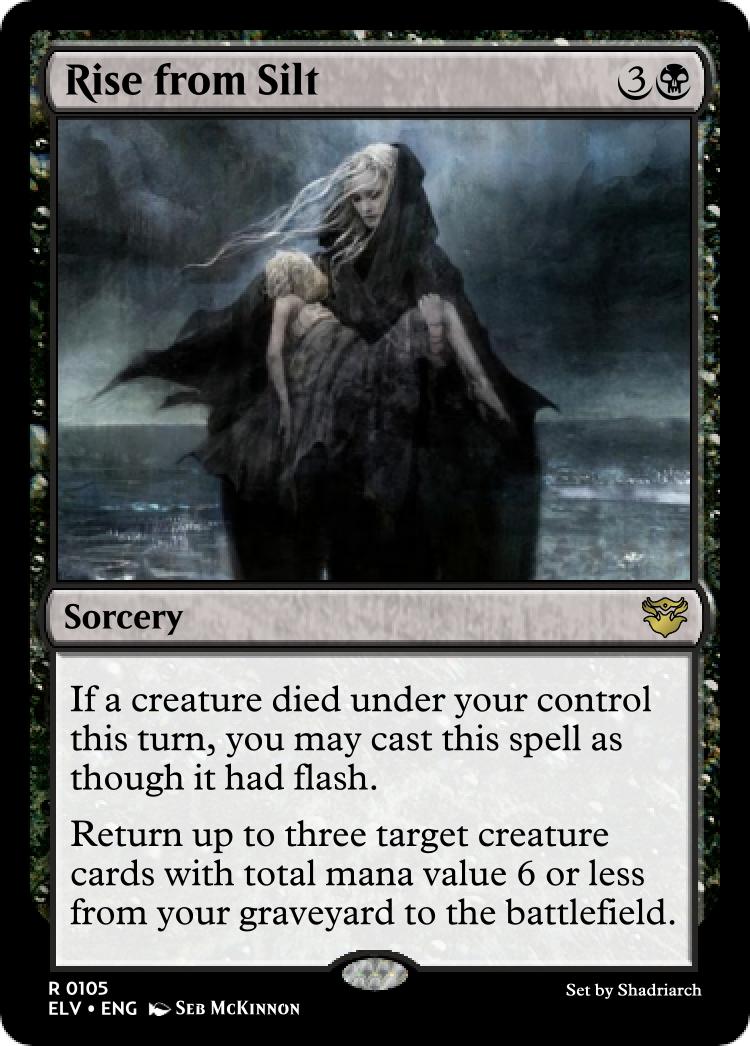 Rise from Silt
3
Sorcery
If a creature died under your control
this turn, you may cast this spell as
though it had flash.
Return up to three target creature
cards with total mana value 6 or less
from your graveyard to the battlefield.
R 0105
Set by Shadriarch
ELV • ENG Seb McKinnon